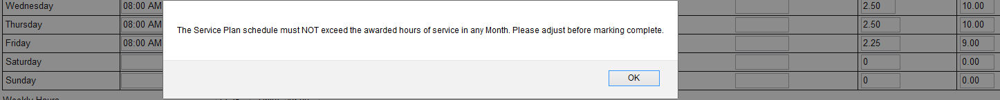 Wednesday 08:00 AM 2.50 10.00
The Service Plan schedule must NOT exceed the awarded hours of service in any Month. Please adjust before marking complete.
Thursday 08:00 AM 2.50 10.00
Friday 08:00 AM 2.25 9.00
Saturday 0 0.00
OK
Sunday 0 0.00
Weekly Hours